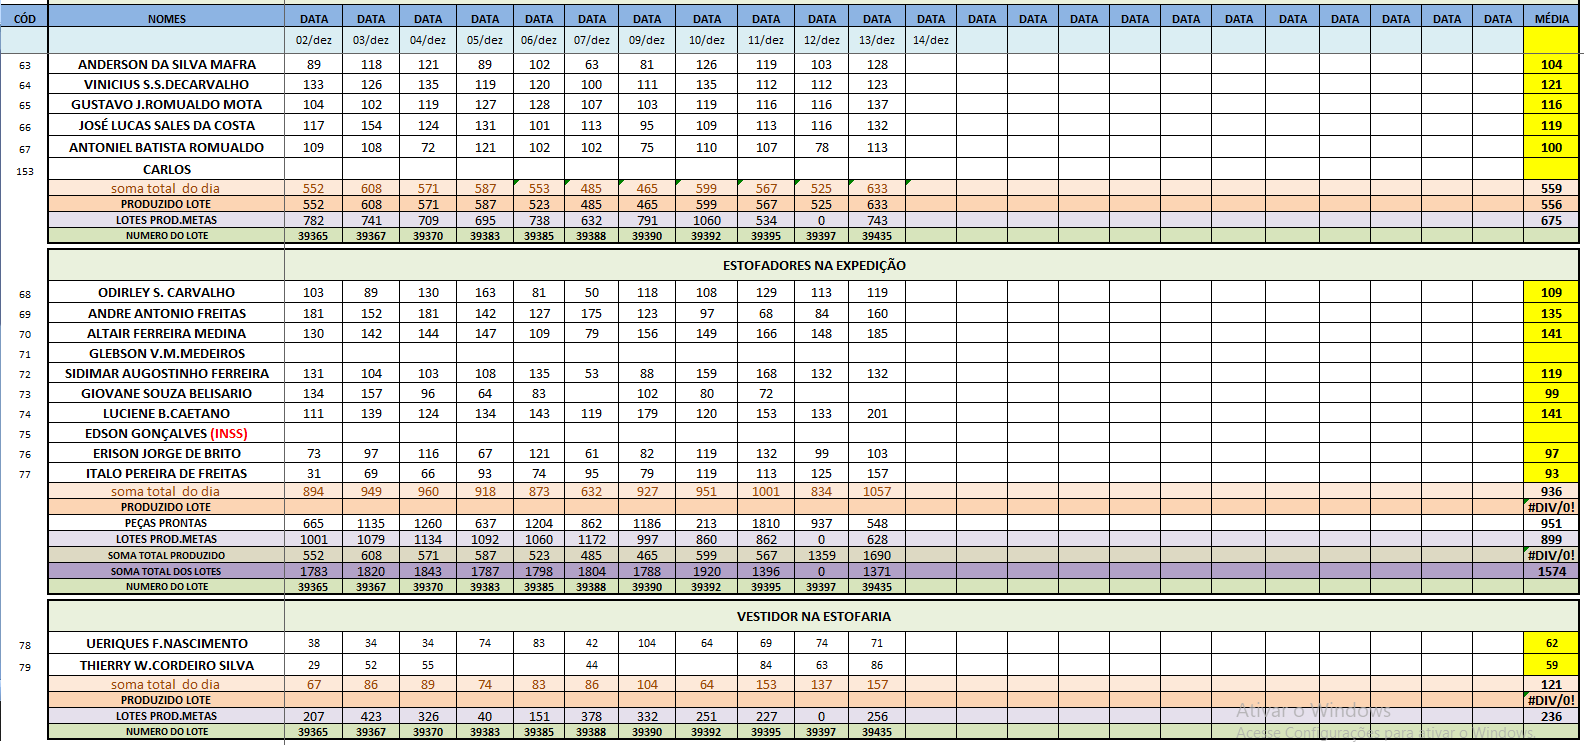 CÓD NOMES DATA DATA DATA DATA DATA DATA DATA DATA DATA DATA DATA DATA DATA DATA DATA DATA DATA DATA DATA DATA DATA DATA DATA DATA MÉDIA
02/dez 03/dez 04/dez 05/dez 06/dez 07/dez 09/dez 10/dez 11/dez 12/dez 13/dez 14/dez
63 ANDERSON DA SILVA MAFRA 89 118 121 89 102 63 81 126 119 103 128 104
64 VINICIUS S.S.DECARVALHO 133 126 135 119 120 100 111 135 112 112 123 121
65 GUSTAVO J.ROMUALDO MOTA 104 102 119 127 128 107 103 119 116 116 137 116
66 JOSÉ LUCAS SALES DA COSTA 117 154 124 131 101 113 95 109 113 116 132 119
67 ANTONIEL BATISTA ROMUALDO 109 108 72 121 102 102 75 110 107 78 113 100
153 CARLOS
soma total do dia 552 608 571 587 553 485 465 599 567 525 633 559
PRODUZIDO LOTE 552 608 571 587 523 485 465 599 567 525 633 556
LOTES PROD.METAS 782 741 709 695 738 632 791 1060 534 0 743 675
NUMERO DO LOTE 39365 39367 39370 39383 39385 39388 39390 39392 39395 39397 39435
ESTOFADORES NA EXPEDIÇÃO
68 ODIRLEY S. CARVALHO 103 89 130 163 81 50 118 108 129 113 119 109
69 ANDRE ANTONIO FREITAS 181 152 181 142 127 175 123 97 68 84 160 135
70 ALTAIR FERREIRA MEDINA 130 142 144 147 109 79 156 149 166 148 185 141
71 GLEBSON V.M.MEDEIROS
72 SIDIMAR AUGOSTINHO FERREIRA 131 104 103 108 135 53 88 159 168 132 132 119
73 GIOVANE SOUZA BELISARIO 134 157 96 64 83 102 80 72 99
74 LUCIENE B.CAETANO 111 139 124 134 143 119 179 120 153 133 201 141
75 EDSON GONÇALVES (INSS)
76 ERISON JORGE DE BRITO 73 97 116 67 121 61 82 119 132 99 103 97
77 ITALO PEREIRA DE FREITAS 31 69 66 93 74 95 79 119 113 125 157 93
soma total do dia 894 949 960 918 873 632 927 951 1001 834 1057 936
PRODUZIDO LOTE #DIV/0!
PEÇAS PRONTAS 665 1135 1260 637 1204 862 1186 213 1810 937 548 951
LOTES PROD.METAS 1001 1079 1134 1092 1060 1172 997 860 862 0 628 899
SOMA TOTAL PRODUZIDO 552 608 571 587 523 485 465 599 567 1359 1690 #DIV/0!
SOMA TOTAL DOS LOTES 1783 1820 1843 1787 1798 1804 1788 1920 1396 0 1371 1574
NUMERO DO LOTE 39365 39367 39370 39383 39385 39388 39390 39392 39395 39397 39435
VESTIDOR NA ESTOFARIA
78 UERIQUES F.NASCIMENTO 38 34 34 74 83 42 104 64 69 74 71 62
79 THIERRY W.CORDEIRO SILVA 29 52 55 44 84 63 86 59
soma total do dia 67 86 89 74 83 86 104 64 153 137 157 121
PRODUZIDO LOTE #DIV/0!
LOTES PROD.METAS 207 423 326 40 151 378 332 251 227 0 256 236
NUMERO DO LOTE 39365 39367 39370 39383 39385 39388 39390 39392 39395 39397 39435
Ativar o Windows
Acesse Configurações para ativar o Windows.